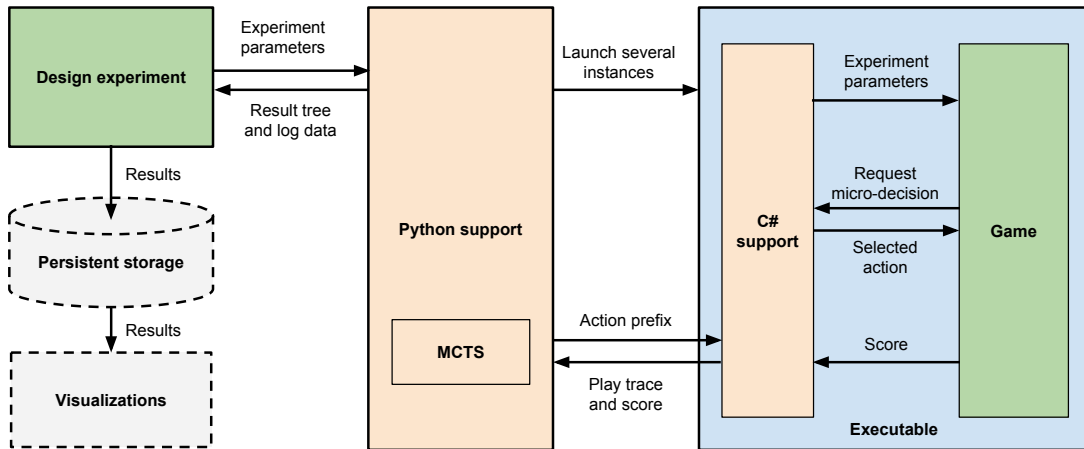 Design experiment
Experiment
parameters
Result tree
and log data
Results
Persistent storage
Results
Visualizations
Python support
MCTS
Launch several
instances
Action prefix
Play trace
and score
C#
support
Experiment
parameters
Request
micro-decision
Selected
action
Score
Game
Executable